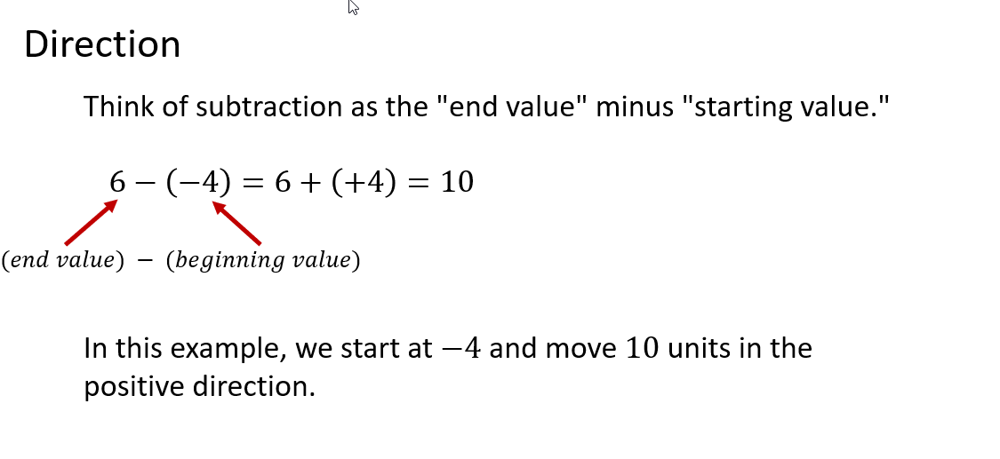 Direction
Think of subtraction as the "end value" minus "starting value."
6 − (−4) = 6 + (+4) = 10
(end value) − (beginning value)
In this example, we start at −4 and move 10 units in the
positive direction.